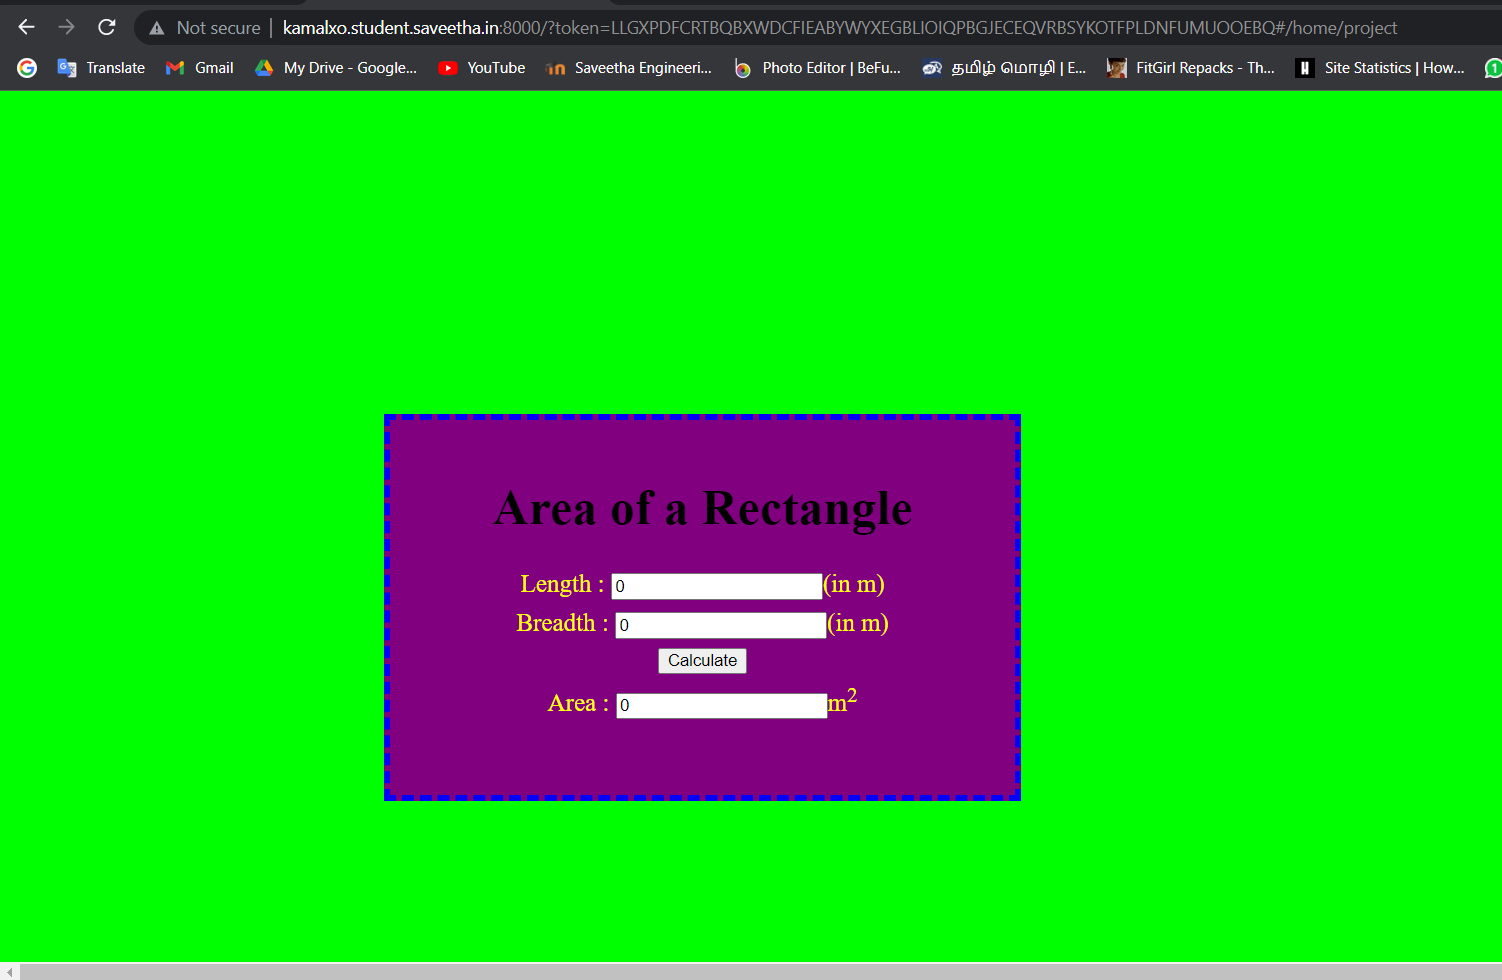 Not secure | kamalxo.student.saveetha.in:8000/?token=LLGXPDFCRTBQBXWDCFIEABYWYXEGBLIOIQPBGJECEQVRBSYKOTFPLDNFUMUOOEBQ#/home/project
Translate Gmail My Drive - Google... YouTube Saveetha Engineeri... Photo Editor | BeFu... தமிழ் மொழி | E... FitGirl Repacks - Th... Site Statistics | How... 1
Area of a Rectangle
Length : 0 (in m)
Breadth : 0 (in m)
Calculate
Area : 0 m²